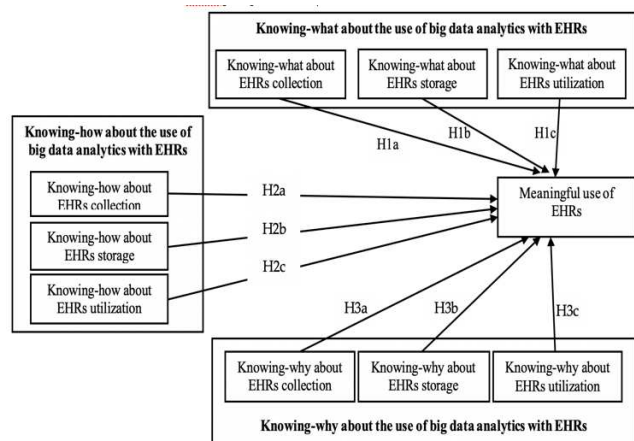 Knowing-what about the use of big data analytics with EHRs
Knowing-what about
EHRs collection
Knowing-what about
EHRs storage
Knowing-what about
EHRs utilization
H1a
H1b
H1c
Knowing-how about the use of
big data analytics with EHRs
Knowing-how about
EHRs collection
Knowing-how about
EHRs storage
Knowing-how about
EHRs utilization
H2a
H2b
H2c
Meaningful use of
EHRs
H3a
H3b
H3c
Knowing-why about
EHRs collection
Knowing-why about
EHRs storage
Knowing-why about
EHRs utilization
Knowing-why about the use of big data analytics with EHRs